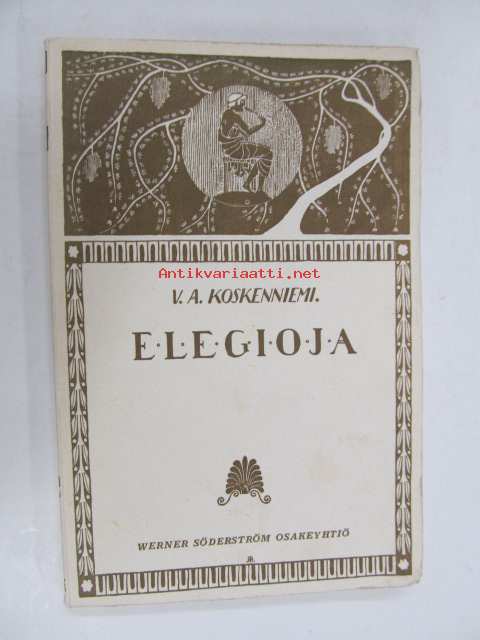 Antikvariaatti.net
V. A. KOSKENNIEMI.
E·L·E·G·I·O·J·A
WERNER SÖDERSTRÖM OSAKEYHTIÖ